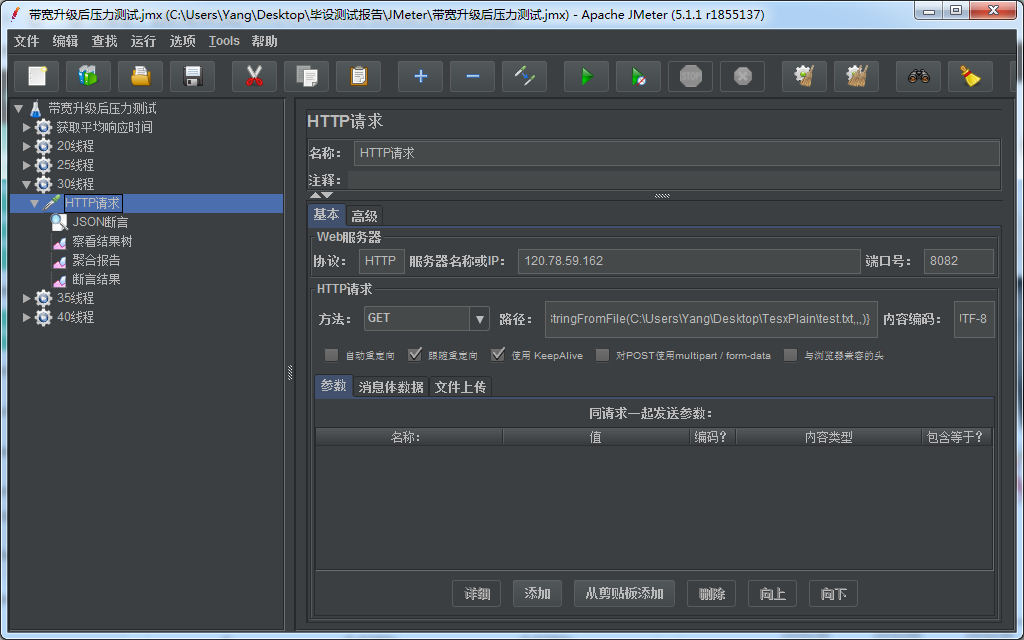 带宽升级后压力测试.jmx (C:\Users\Yang\Desktop\毕设测试报告\JMeter\带宽升级后压力测试.jmx) - Apache JMeter (5.1.1 r1855137)
文件 编辑 查找 运行 选项 Tools 帮助
STOP
带宽升级后压力测试
获取平均响应时间
20线程
25线程
30线程
HTTP请求
JSON断言
察看结果树
聚合报告
断言结果
35线程
40线程
HTTP请求
名称: HTTP请求
注释:
基本 高级
Web服务器
协议: HTTP 服务器名称或IP: 120.78.59.162 端口号: 8082
HTTP请求
方法: GET 路径: StringFromFile(C:\Users\Yang\Desktop\TesxPlain\test.txt,,,)} 内容编码: UTF-8
自动重定向 跟随重定向 使用 KeepAlive 对POST使用multipart / form-data 与浏览器兼容的头
参数 消息体数据 文件上传
同请求一起发送参数:
名称: 值 编码? 内容类型 包含等于?
详细 添加 从剪贴板添加 删除 向上 向下